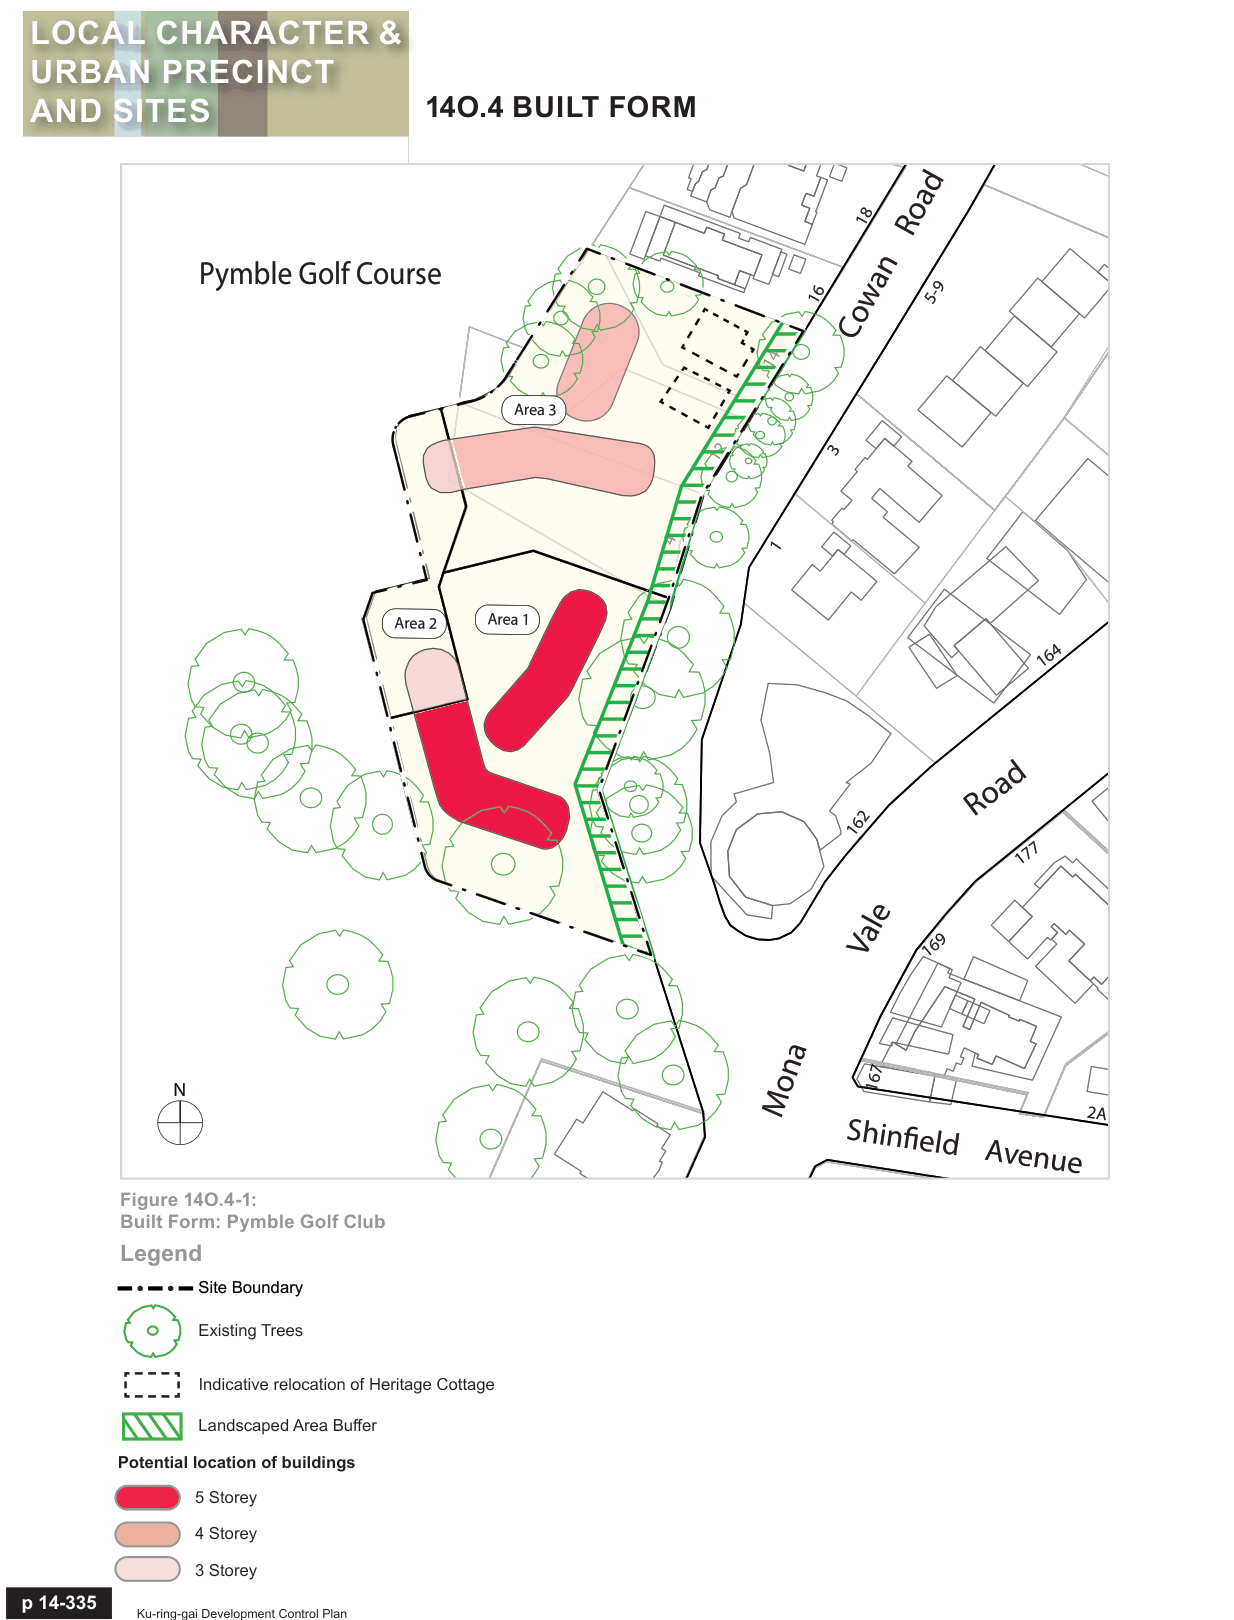 LOCAL CHARACTER &
URBAN PRECINCT
AND SITES
14O.4 BUILT FORM
Pymble Golf Course
18
Cowan Road
16
5-9
14
Area 3
12
3
4
1
Area 2
Area 1
164
Road
162
177
Vale
169
Mona
167
N
2A
Shinfield Avenue
Figure 14O.4-1:
Built Form: Pymble Golf Club
Legend
Site Boundary
Existing Trees
Indicative relocation of Heritage Cottage
Landscaped Area Buffer
Potential location of buildings
5 Storey
4 Storey
3 Storey
p 14-335
Ku-ring-gai Development Control Plan